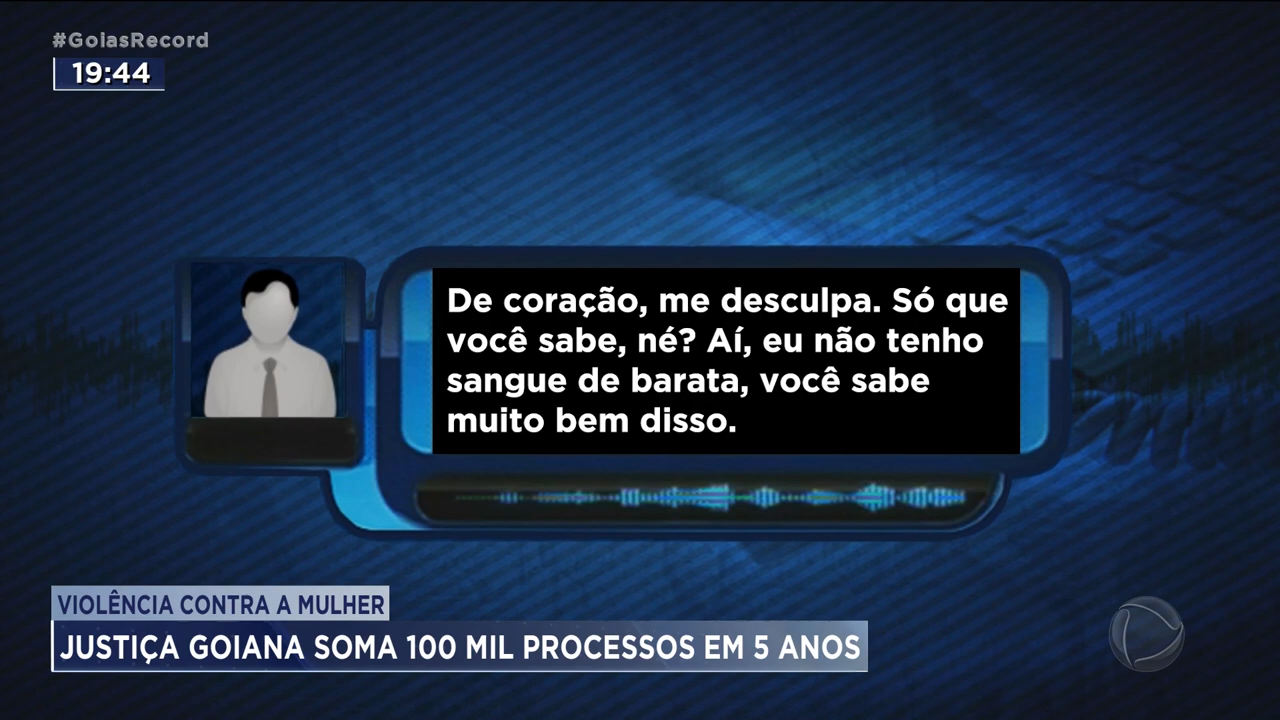 #GoiasRecord
19:44
De coração, me desculpa. Só que
você sabe, né? Aí, eu não tenho
sangue de barata, você sabe
muito bem disso.
VIOLÊNCIA CONTRA A MULHER
JUSTIÇA GOIANA SOMA 100 MIL PROCESSOS EM 5 ANOS